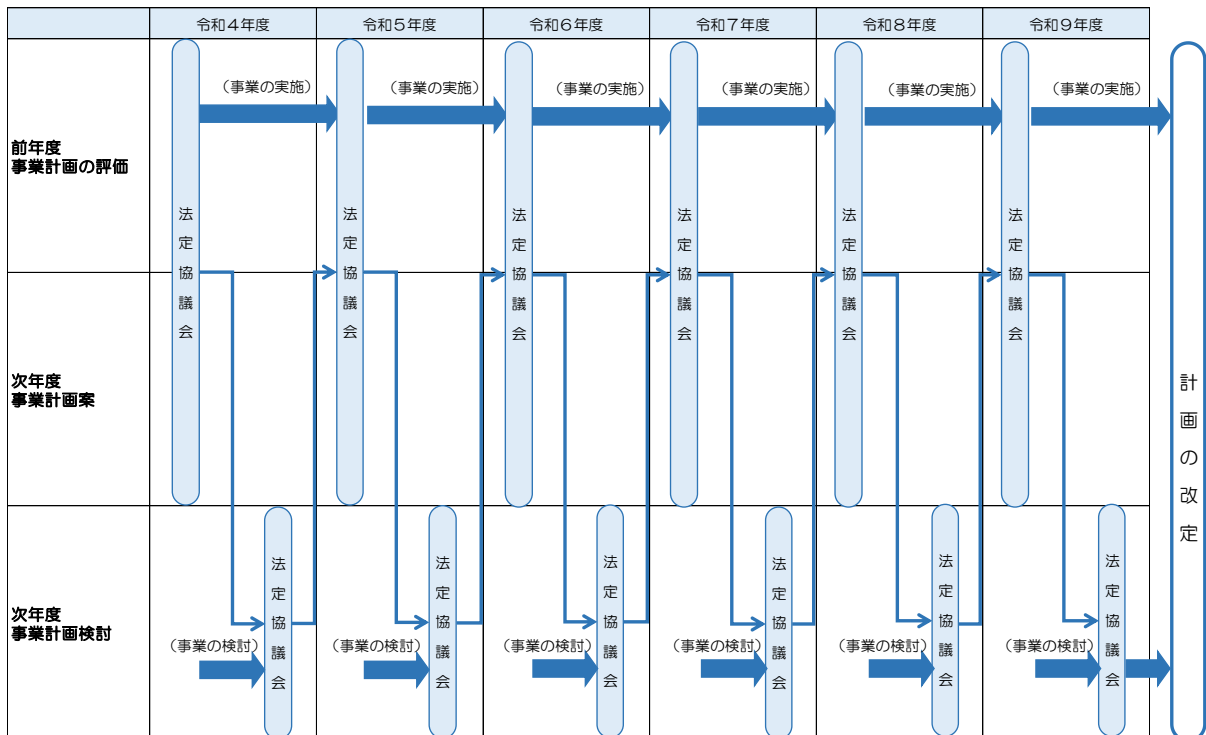 令和４年度
令和５年度
令和６年度
令和７年度
令和８年度
令和９年度
前年度
事業計画の評価
（事業の実施）
（事業の実施）
（事業の実施）
（事業の実施）
（事業の実施）
（事業の実施）
法定協議会
法定協議会
法定協議会
法定協議会
法定協議会
法定協議会
次年度
事業計画案
計画の改定
次年度
事業計画検討
（事業の検討）
法定協議会
（事業の検討）
法定協議会
（事業の検討）
法定協議会
（事業の検討）
法定協議会
（事業の検討）
法定協議会
（事業の検討）
法定協議会